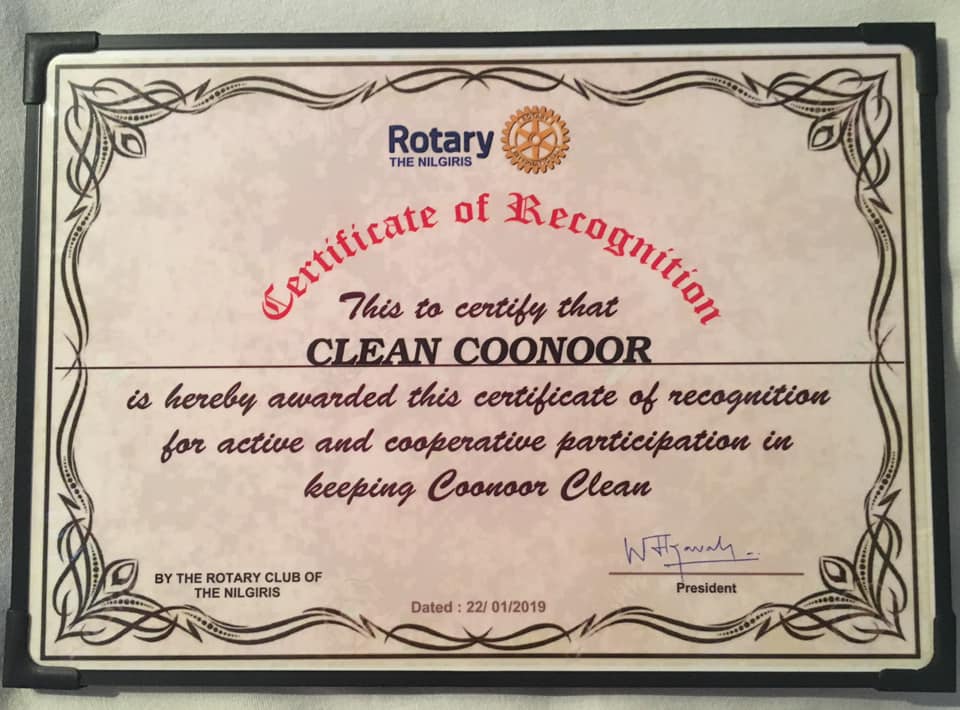 Rotary
THE NILGIRIS
Certificate of Recognition
This to certify that
CLEAN COONOOR
is hereby awarded this certificate of recognition
for active and cooperative participation in
keeping Coonoor Clean
BY THE ROTARY CLUB OF
THE NILGIRIS
President
Dated : 22/ 01/2019